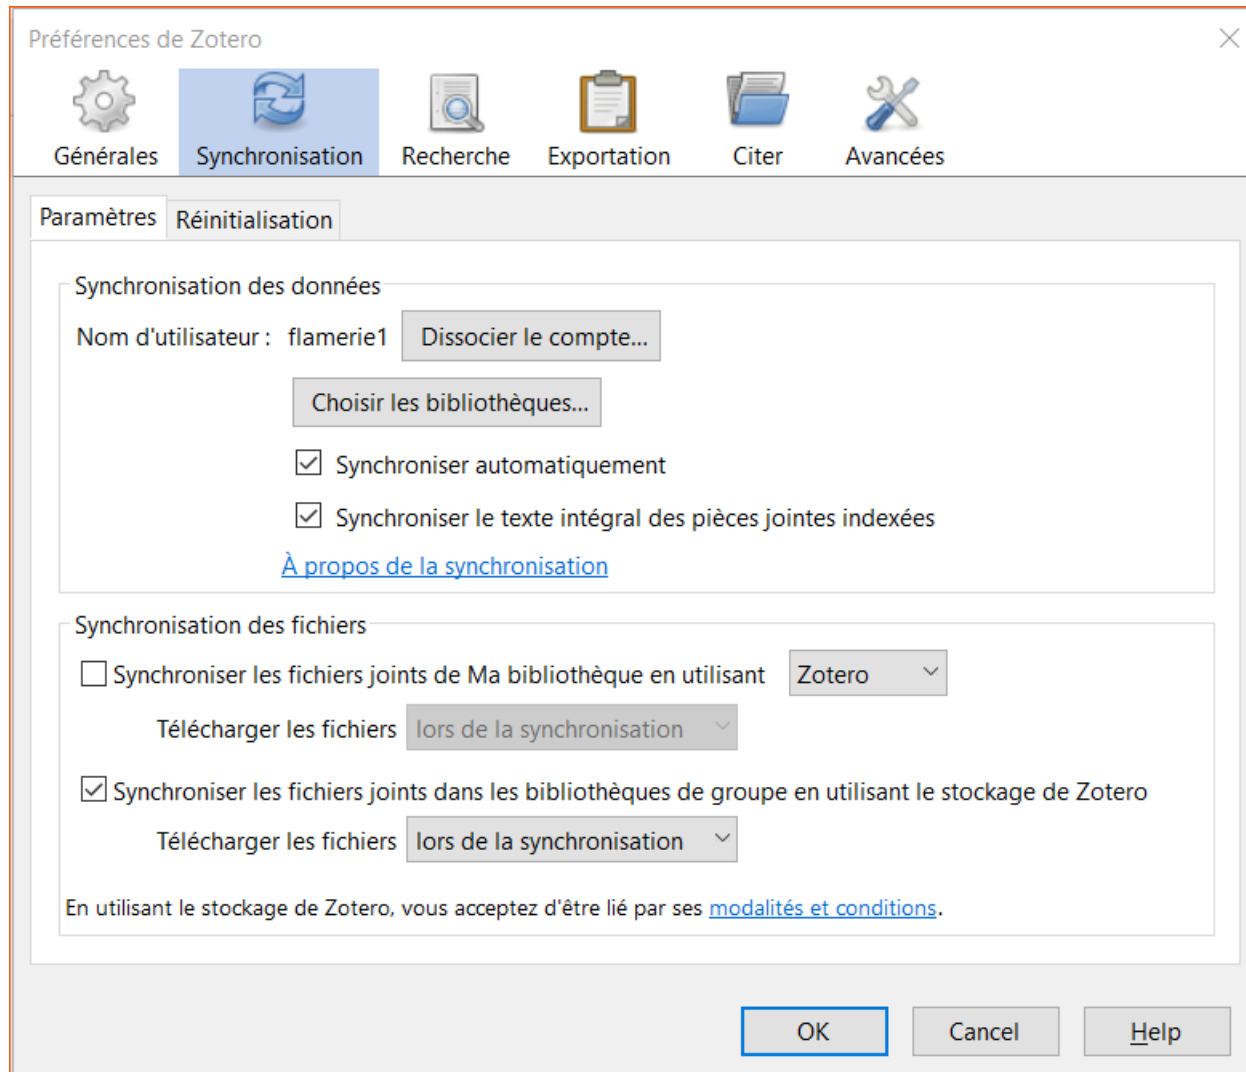 Préférences de Zotero
Générales Synchronisation Recherche Exportation Citer Avancées
Paramètres Réinitialisation
Synchronisation des données
Nom d'utilisateur : flamerie1 Dissocier le compte...
Choisir les bibliothèques...
Synchroniser automatiquement
Synchroniser le texte intégral des pièces jointes indexées
À propos de la synchronisation
Synchronisation des fichiers
Synchroniser les fichiers joints de Ma bibliothèque en utilisant Zotero
Télécharger les fichiers lors de la synchronisation
Synchroniser les fichiers joints dans les bibliothèques de groupe en utilisant le stockage de Zotero
Télécharger les fichiers lors de la synchronisation
En utilisant le stockage de Zotero, vous acceptez d'être lié par ses modalités et conditions.
OK Cancel Help